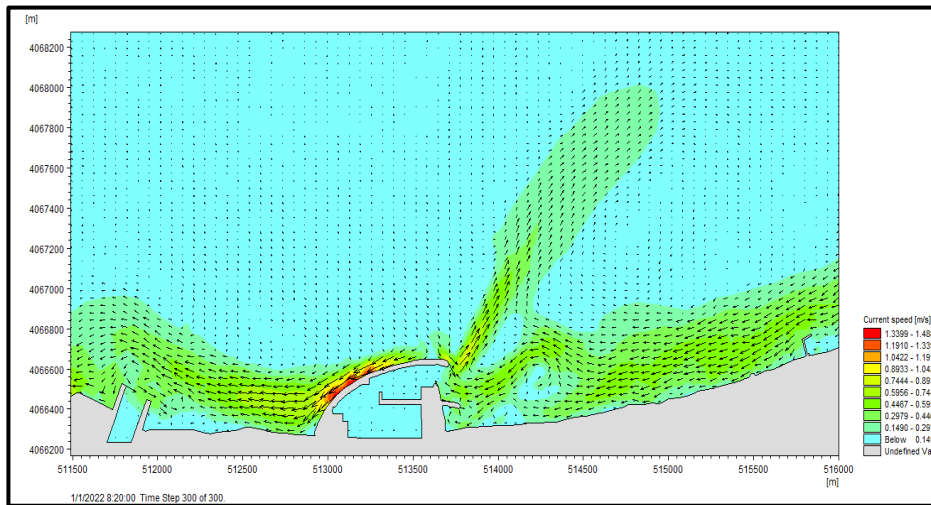 [m]
4068200
4068000
4067800
4067600
4067400
4067200
4067000
4066800
4066600
4066400
4066200
511500 512000 512500 513000 513500 514000 514500 515000 515500 516000
[m]
Current speed [m/s]
1.3399 - 1.48
1.1910 - 1.33
1.0422 - 1.19
0.8933 - 1.04
0.7444 - 0.89
0.5956 - 0.74
0.4467 - 0.59
0.2979 - 0.44
0.1490 - 0.29
Below 0.14
Undefined Va
1/1/2022 8:20:00 Time Step 300 of 300.